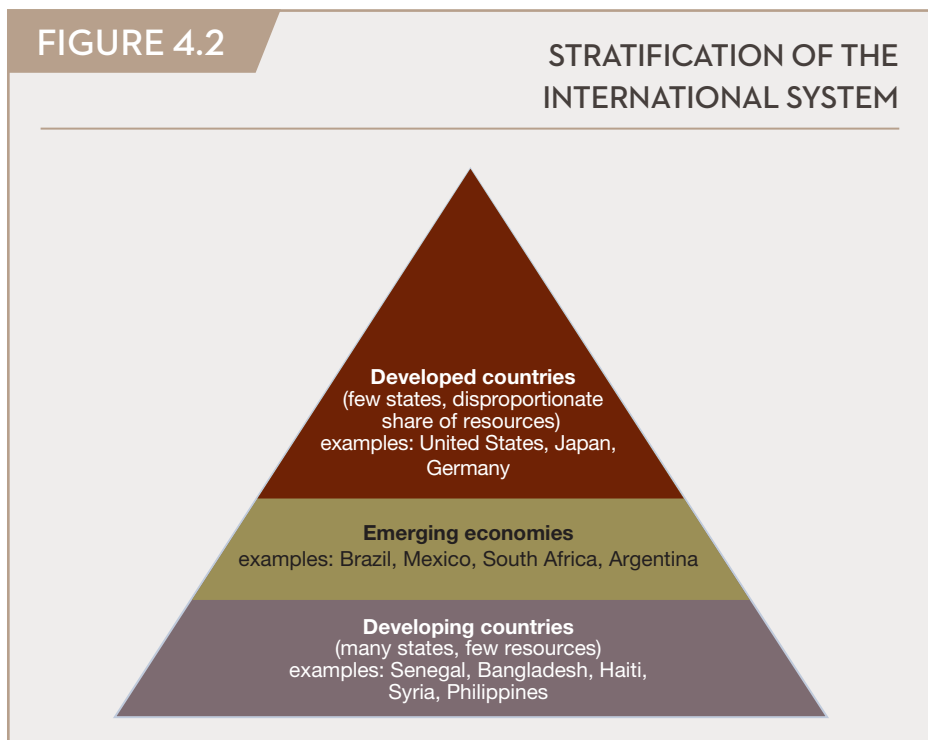 FIGURE 4.2
STRATIFICATION OF THE
INTERNATIONAL SYSTEM
Developed countries
(few states, disproportionate
share of resources)
examples: United States, Japan,
Germany
Emerging economies
examples: Brazil, Mexico, South Africa, Argentina
Developing countries
(many states, few resources)
examples: Senegal, Bangladesh, Haiti,
Syria, Philippines